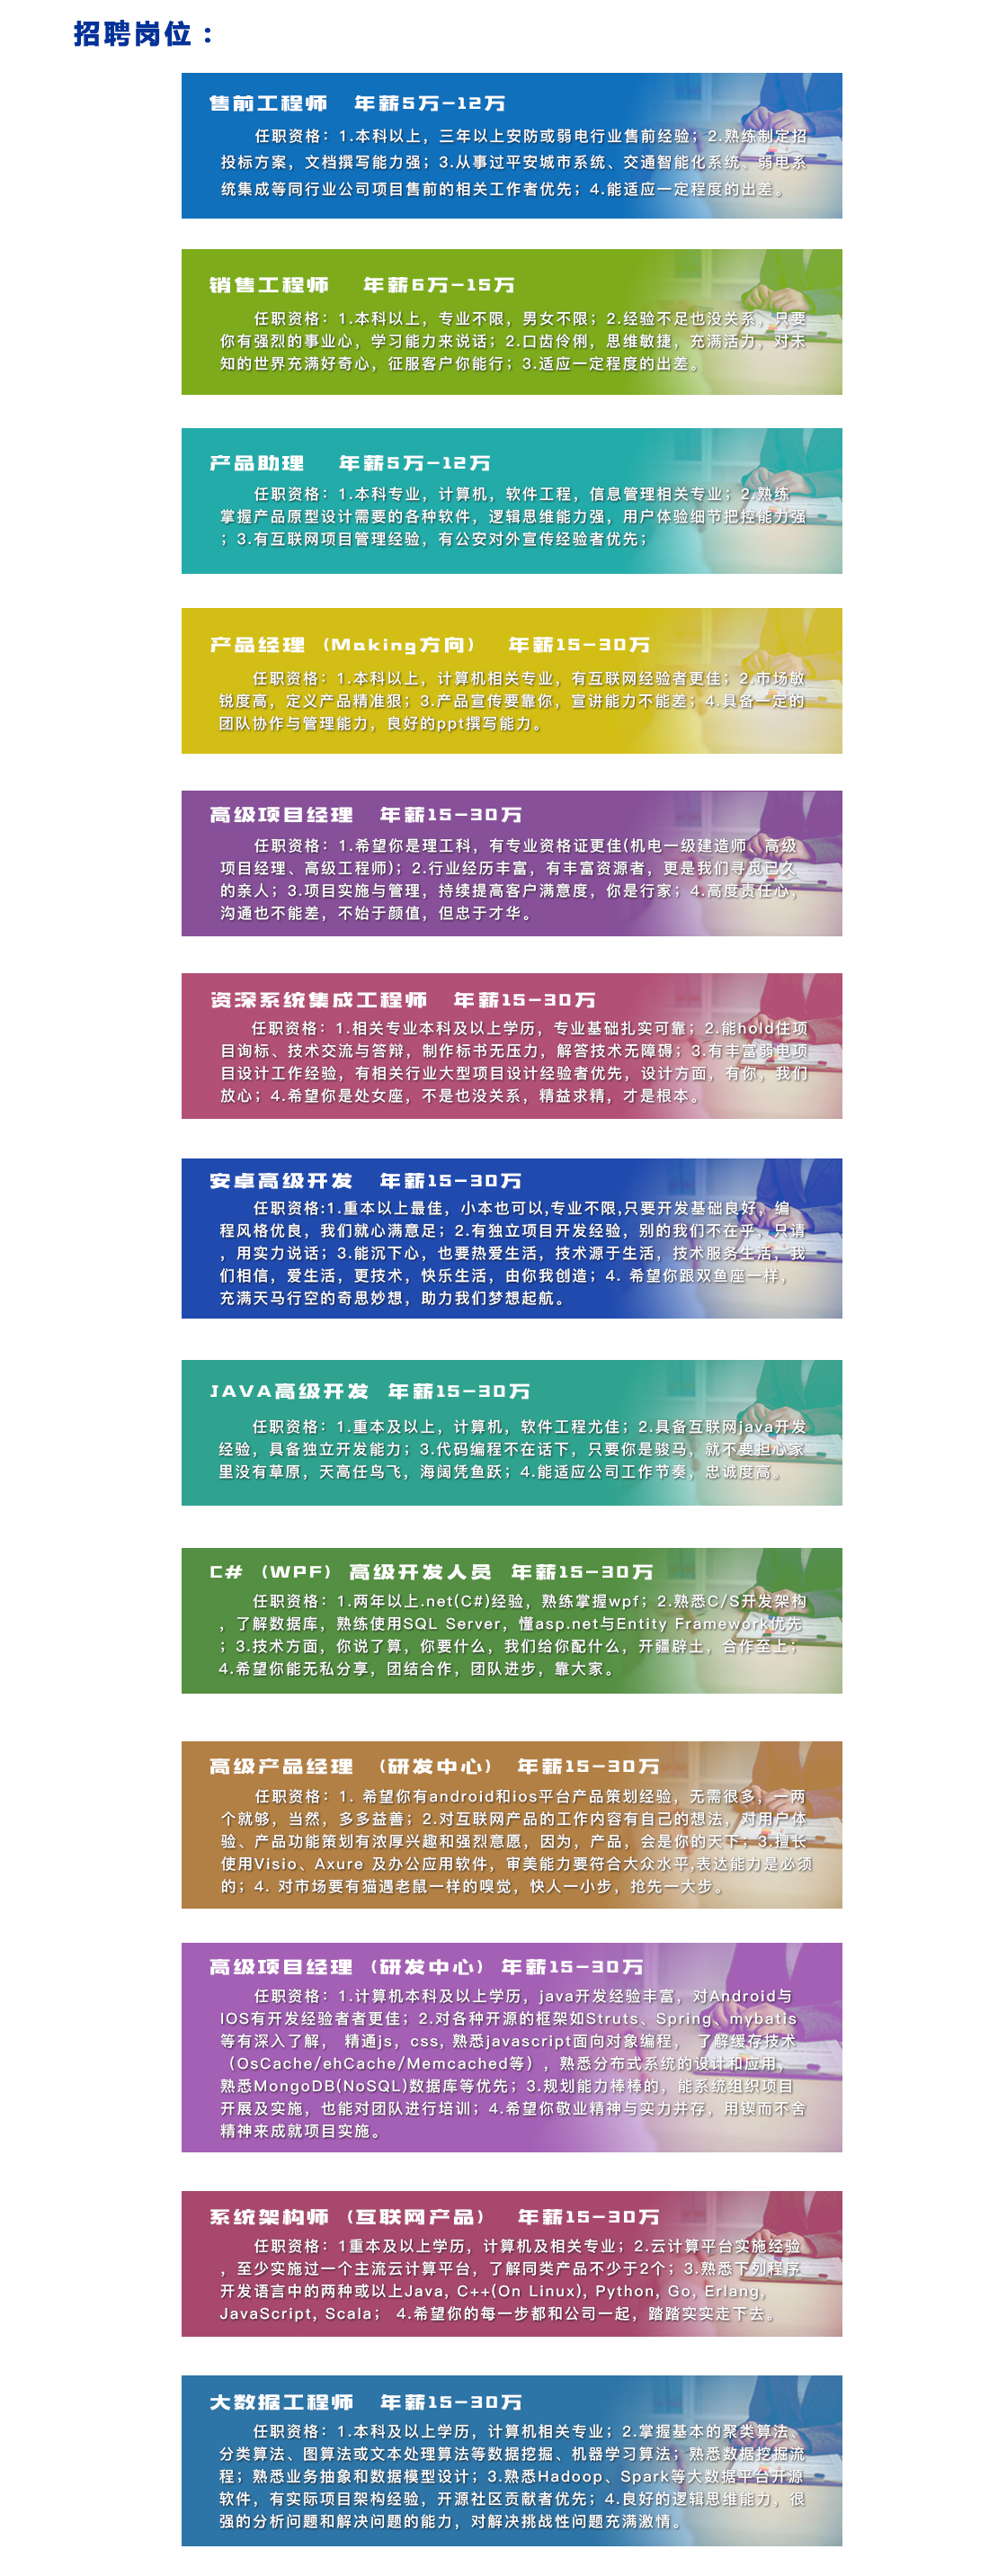 招聘岗位：
售前工程师 年薪5万-12万
任职资格：1.本科以上，三年以上安防或弱电行业售前经验；2.熟练制定招
投标方案，文档撰写能力强；3.从事过平安城市系统、交通智能化系统、弱电系
统集成等同行业公司项目售前的相关工作者优先；4.能适应一定程度的出差。
销售工程师 年薪6万-15万
任职资格：1.本科以上，专业不限，男女不限；2.经验不足也没关系，只要
你有强烈的事业心，学习能力来说话；2.口齿伶俐，思维敏捷，充满活力，对未
知的世界充满好奇心，征服客户你能行；3.适应一定程度的出差。
产品助理 年薪5万-12万
任职资格：1.本科专业，计算机，软件工程，信息管理相关专业；2.熟练
掌握产品原型设计需要的各种软件，逻辑思维能力强，用户体验细节把控能力强
；3.有互联网项目管理经验，有公安对外宣传经验者优先；
产品经理（Making方向） 年薪15-30万
任职资格：1.本科以上，计算机相关专业，有互联网经验者更佳；2.市场敏
锐度高，定义产品精准狠；3.产品宣传要靠你，宣讲能力不能差；4.具备一定的
团队协作与管理能力，良好的ppt撰写能力。
高级项目经理 年薪15-30万
任职资格：1.希望你是理工科，有专业资格证更佳(机电一级建造师、高级
项目经理、高级工程师)；2.行业经历丰富，有丰富资源者，更是我们寻觅已久
的亲人；3.项目实施与管理，持续提高客户满意度，你是行家；4.高度责任心，
沟通也不能差，不始于颜值，但忠于才华。
资深系统集成工程师 年薪15-30万
任职资格：1.相关专业本科及以上学历，专业基础扎实可靠；2.能hold住项
目询标、技术交流与答辩，制作标书无压力，解答技术无障碍；3.有丰富弱电项
目设计工作经验，有相关行业大型项目设计经验者优先，设计方面，有你，我们
放心；4.希望你是处女座，不是也没关系，精益求精，才是根本。
安卓高级开发 年薪15-30万
任职资格:1.重本以上最佳，小本也可以,专业不限,只要开发基础良好，编
程风格优良，我们就心满意足；2.有独立项目开发经验，别的我们不在乎，只请
，用实力说话；3.能沉下心，也要热爱生活，技术源于生活，技术服务生活，我
们相信，爱生活，更技术，快乐生活，由你我创造；4. 希望你跟双鱼座一样，
充满天马行空的奇思妙想，助力我们梦想起航。
JAVA高级开发 年薪15-30万
任职资格：1.重本及以上，计算机，软件工程尤佳；2.具备互联网java开发
经验，具备独立开发能力；3.代码编程不在话下，只要你是骏马，就不要担心家
里没有草原，天高任鸟飞，海阔凭鱼跃；4.能适应公司工作节奏，忠诚度高。
C#（WPF）高级开发人员 年薪15-30万
任职资格：1.两年以上.net(C#)经验，熟练掌握wpf；2.熟悉C/S开发架构
，了解数据库，熟练使用SQL Server，懂asp.net与Entity Framework优先
；3.技术方面，你说了算，你要什么，我们给你配什么，开疆辟土，合作至上；
4.希望你能无私分享，团结合作，团队进步，靠大家。
高级产品经理 （研发中心） 年薪15-30万
任职资格：1. 希望你有android和ios平台产品策划经验，无需很多，一两
个就够，当然，多多益善；2.对互联网产品的工作内容有自己的想法，对用户体
验、产品功能策划有浓厚兴趣和强烈意愿，因为，产品，会是你的天下；3.擅长
使用Visio、Axure 及办公应用软件，审美能力要符合大众水平,表达能力是必须
的；4. 对市场要有猫遇老鼠一样的嗅觉，快人一小步，抢先一大步。
高级项目经理（研发中心）年薪15-30万
任职资格：1.计算机本科及以上学历，java开发经验丰富，对Android与
IOS有开发经验者者更佳；2.对各种开源的框架如Struts、Spring、mybatis
等有深入了解， 精通js，css, 熟悉javascript面向对象编程， 了解缓存技术
（OsCache/ehCache/Memcached等），熟悉分布式系统的设计和应用，
熟悉MongoDB(NoSQL)数据库等优先；3.规划能力棒棒的，能系统组织项目
开展及实施，也能对团队进行培训；4.希望你敬业精神与实力并存，用锲而不舍
精神来成就项目实施。
系统架构师（互联网产品） 年薪15-30万
任职资格：1重本及以上学历，计算机及相关专业；2.云计算平台实施经验
，至少实施过一个主流云计算平台，了解同类产品不少于2个；3.熟悉下列程序
开发语言中的两种或以上Java, C++(On Linux), Python, Go, Erlang,
JavaScript, Scala； 4.希望你的每一步都和公司一起，踏踏实实走下去。
大数据工程师 年薪15-30万
任职资格：1.本科及以上学历，计算机相关专业；2.掌握基本的聚类算法、
分类算法、图算法或文本处理算法等数据挖掘、机器学习算法；熟悉数据挖掘流
程；熟悉业务抽象和数据模型设计；3.熟悉Hadoop、Spark等大数据平台开源
软件，有实际项目架构经验，开源社区贡献者优先；4.良好的逻辑思维能力，很
强的分析问题和解决问题的能力，对解决挑战性问题充满激情。